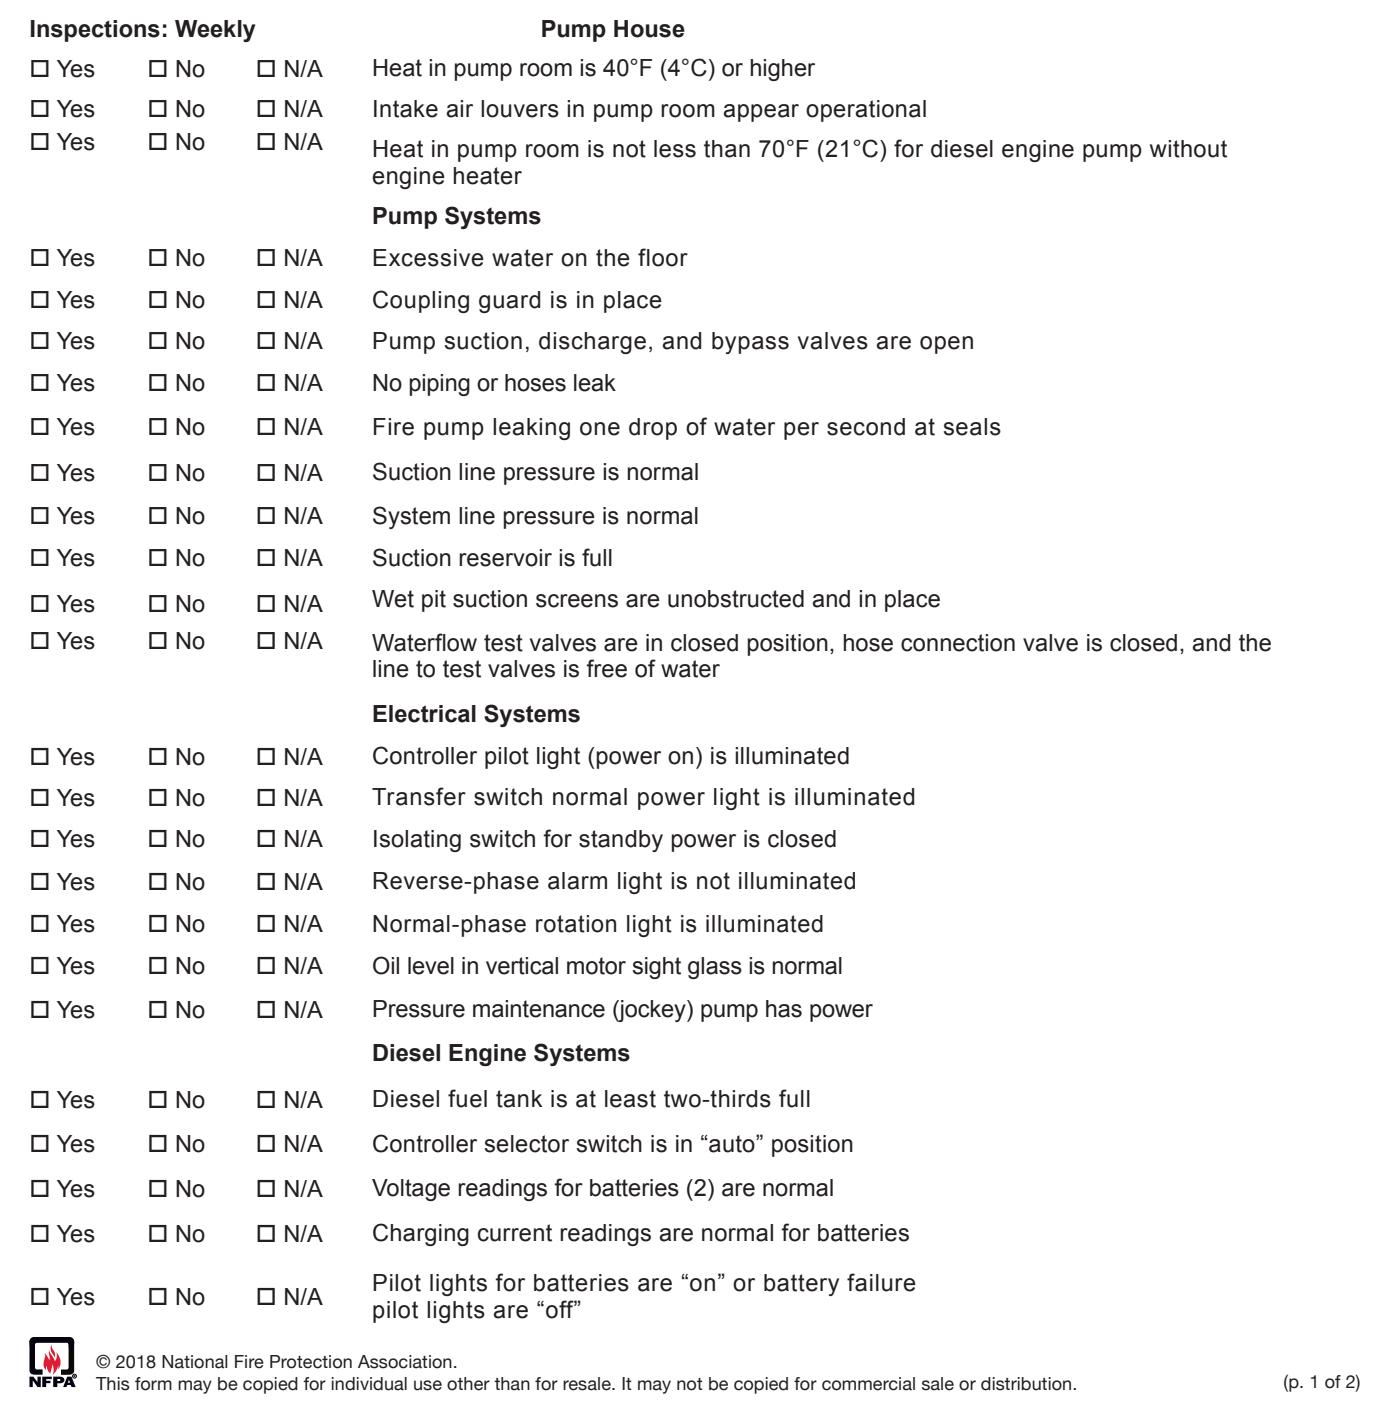 Inspections: Weekly Pump House
☐ Yes ☐ No ☐ N/A Heat in pump room is 40°F (4°C) or higher
☐ Yes ☐ No ☐ N/A Intake air louvers in pump room appear operational
☐ Yes ☐ No ☐ N/A Heat in pump room is not less than 70°F (21°C) for diesel engine pump without
engine heater
Pump Systems
☐ Yes ☐ No ☐ N/A Excessive water on the floor
☐ Yes ☐ No ☐ N/A Coupling guard is in place
☐ Yes ☐ No ☐ N/A Pump suction, discharge, and bypass valves are open
☐ Yes ☐ No ☐ N/A No piping or hoses leak
☐ Yes ☐ No ☐ N/A Fire pump leaking one drop of water per second at seals
☐ Yes ☐ No ☐ N/A Suction line pressure is normal
☐ Yes ☐ No ☐ N/A System line pressure is normal
☐ Yes ☐ No ☐ N/A Suction reservoir is full
☐ Yes ☐ No ☐ N/A Wet pit suction screens are unobstructed and in place
☐ Yes ☐ No ☐ N/A Waterflow test valves are in closed position, hose connection valve is closed, and the
line to test valves is free of water
Electrical Systems
☐ Yes ☐ No ☐ N/A Controller pilot light (power on) is illuminated
☐ Yes ☐ No ☐ N/A Transfer switch normal power light is illuminated
☐ Yes ☐ No ☐ N/A Isolating switch for standby power is closed
☐ Yes ☐ No ☐ N/A Reverse-phase alarm light is not illuminated
☐ Yes ☐ No ☐ N/A Normal-phase rotation light is illuminated
☐ Yes ☐ No ☐ N/A Oil level in vertical motor sight glass is normal
☐ Yes ☐ No ☐ N/A Pressure maintenance (jockey) pump has power
Diesel Engine Systems
☐ Yes ☐ No ☐ N/A Diesel fuel tank is at least two-thirds full
☐ Yes ☐ No ☐ N/A Controller selector switch is in “auto” position
☐ Yes ☐ No ☐ N/A Voltage readings for batteries (2) are normal
☐ Yes ☐ No ☐ N/A Charging current readings are normal for batteries
☐ Yes ☐ No ☐ N/A Pilot lights for batteries are “on” or battery failure
pilot lights are “off”
NFPA®
© 2018 National Fire Protection Association.
This form may be copied for individual use other than for resale. It may not be copied for commercial sale or distribution. (p. 1 of 2)